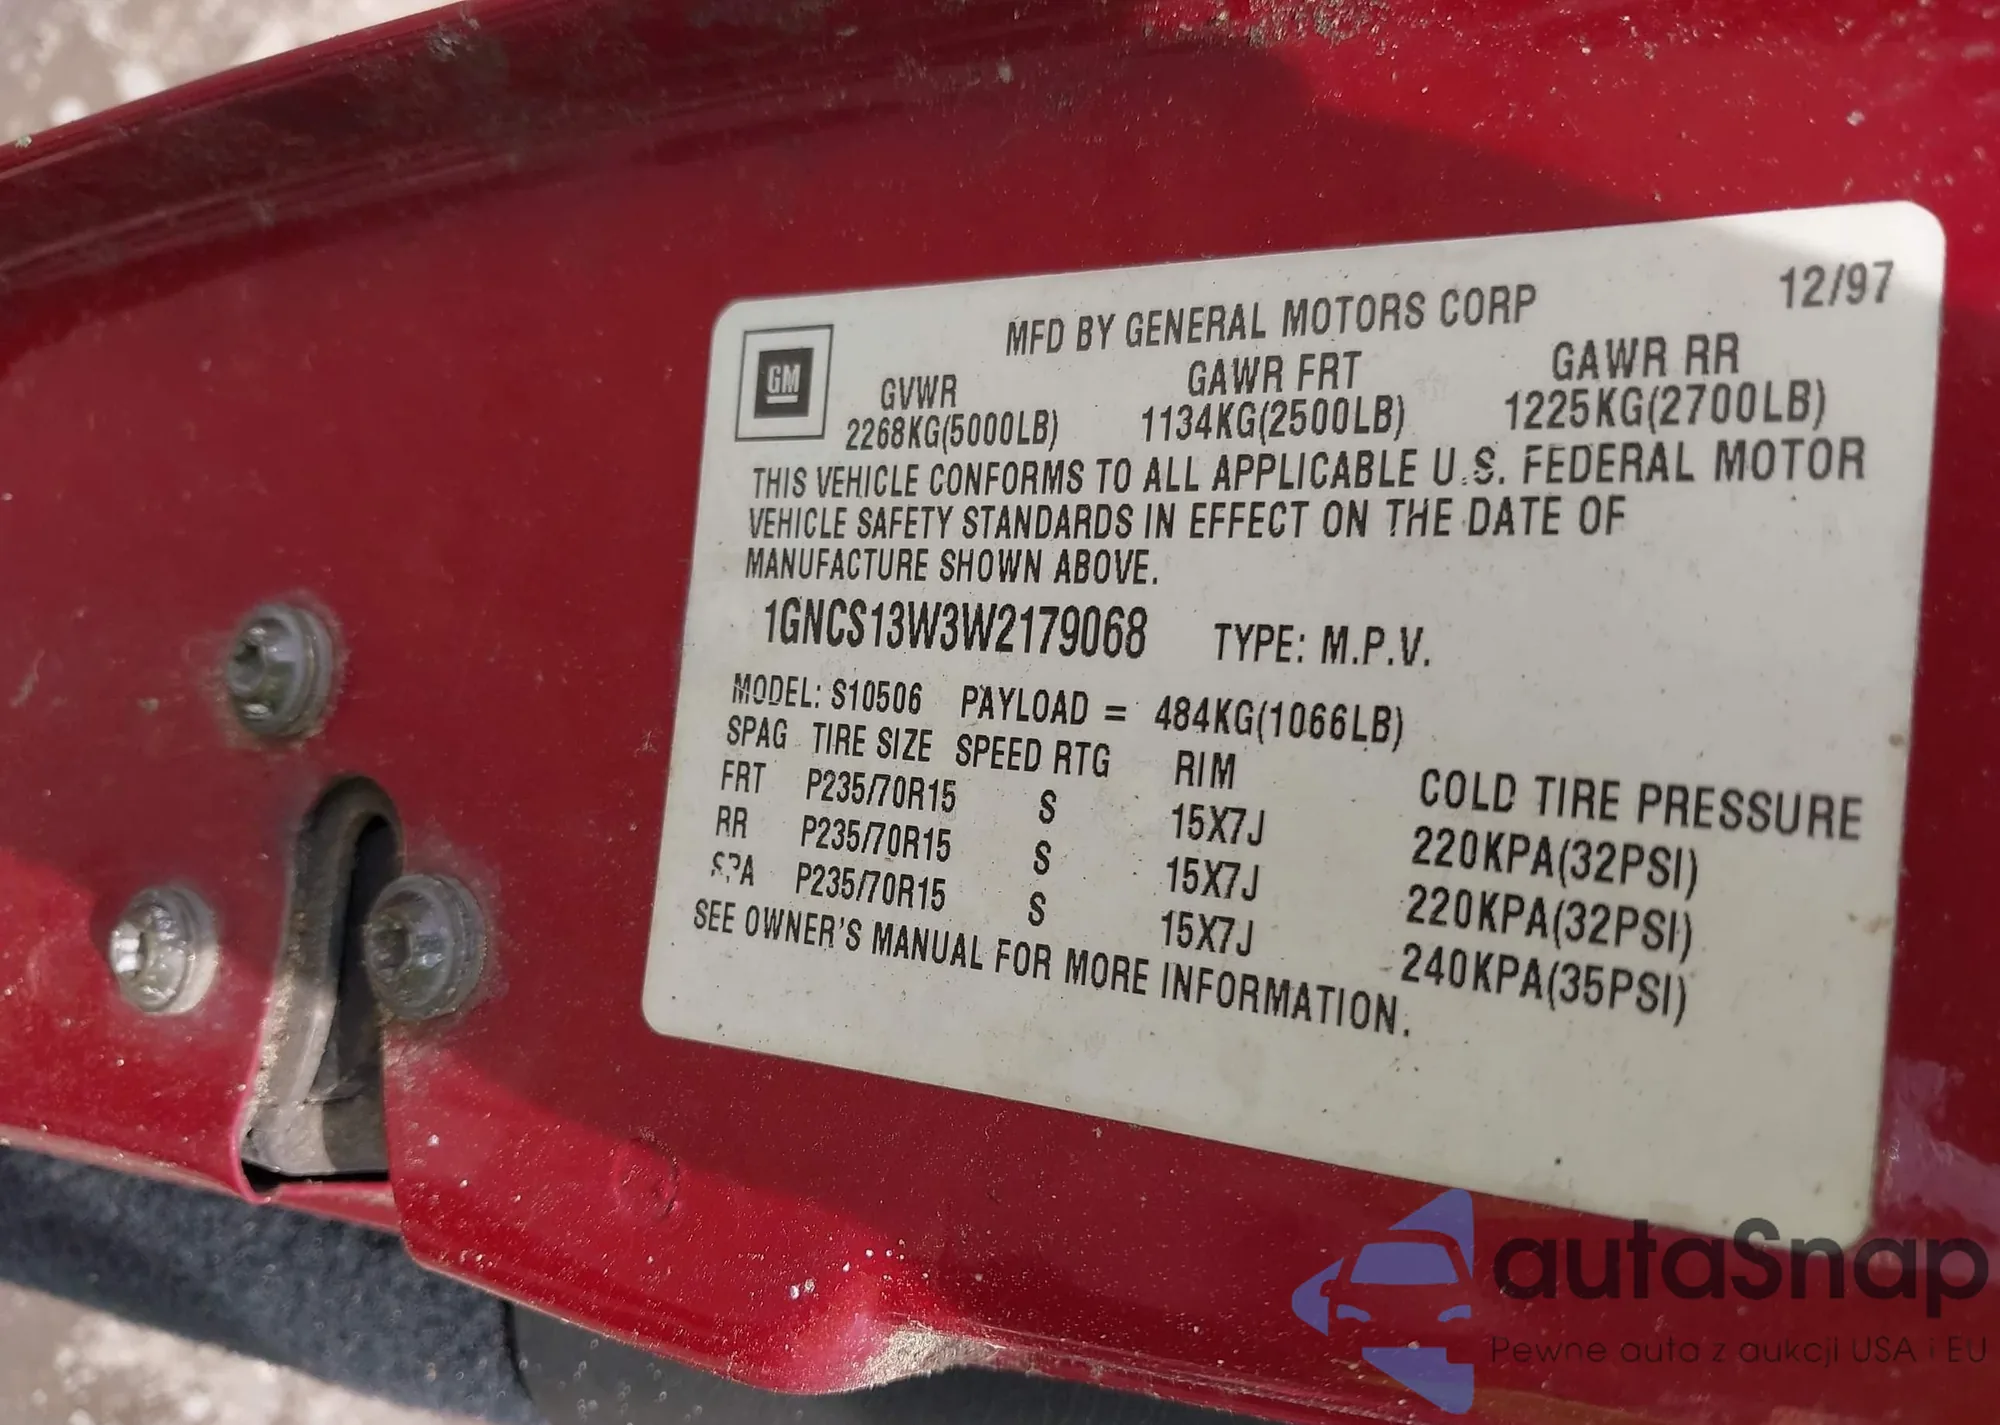 MFD BY GENERAL MOTORS CORP 12/97
GM
GVWR GAWR FRT GAWR RR
2268KG(5000LB) 1134KG(2500LB) 1225KG(2700LB)
THIS VEHICLE CONFORMS TO ALL APPLICABLE U.S. FEDERAL MOTOR
VEHICLE SAFETY STANDARDS IN EFFECT ON THE DATE OF
MANUFACTURE SHOWN ABOVE.
1GNCS13W3W2179068 TYPE: M.P.V.
MODEL: S10506 PAYLOAD = 484KG(1066LB)
SPAG TIRE SIZE SPEED RTG RIM COLD TIRE PRESSURE
FRT P235/70R15 S 15X7J 220KPA(32PSI)
RR P235/70R15 S 15X7J 220KPA(32PSI)
SPA P235/70R15 S 15X7J 240KPA(35PSI)
SEE OWNER'S MANUAL FOR MORE INFORMATION.
autaSnap
Pewne auta z aukcji USA i EU